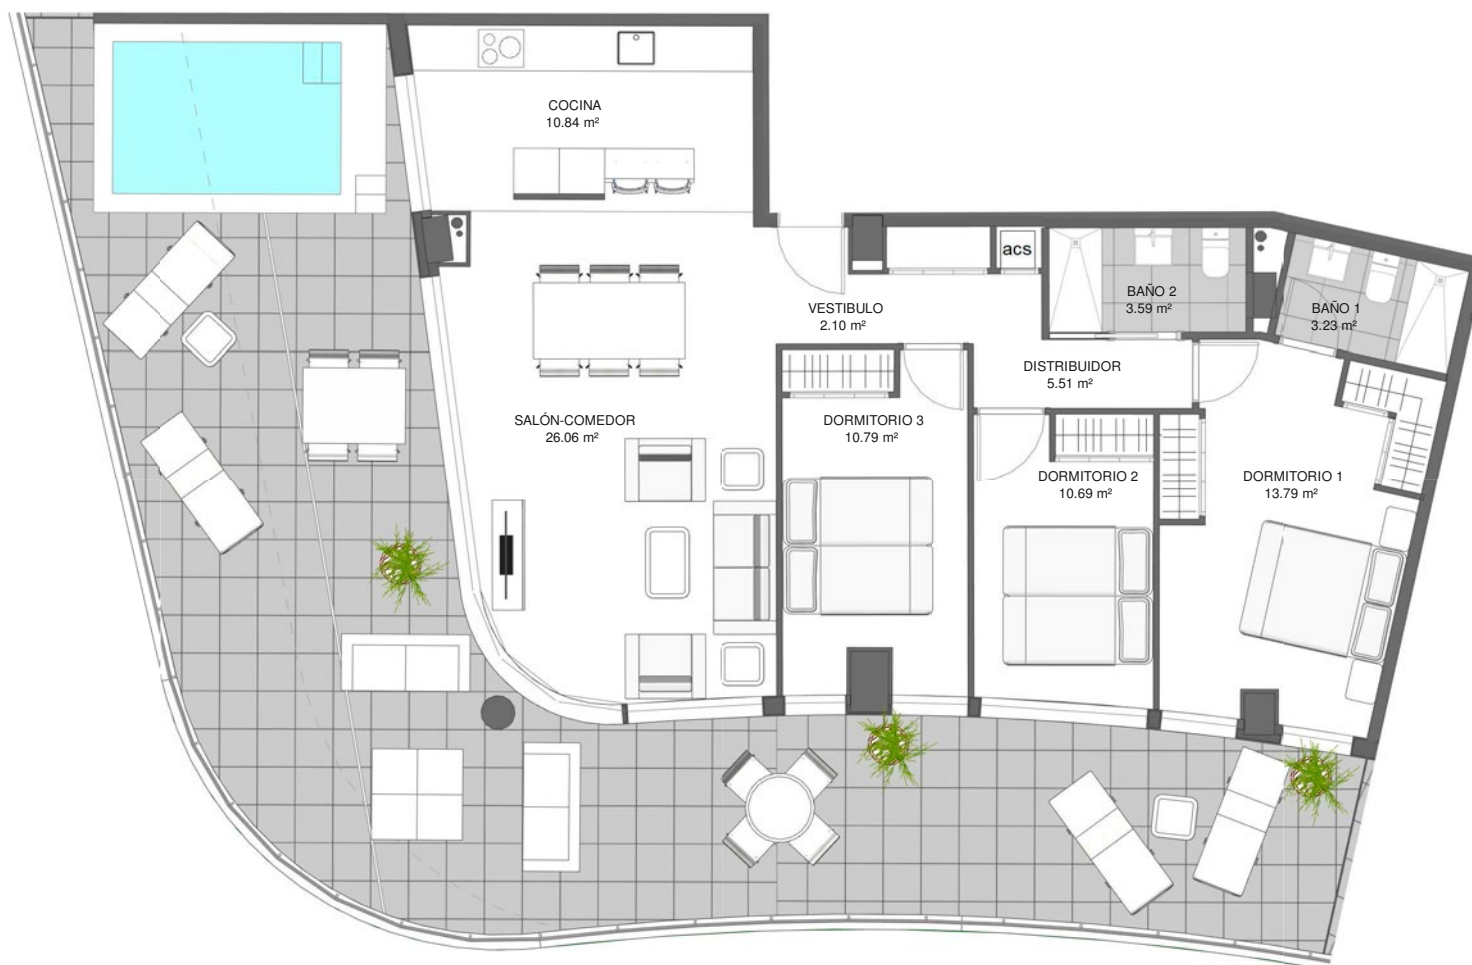 COCINA
10.84 m²
acs
BAÑO 2
3.59 m²
BAÑO 1
3.23 m²
VESTIBULO
2.10 m²
DISTRIBUIDOR
5.51 m²
SALÓN-COMEDOR
26.06 m²
DORMITORIO 3
10.79 m²
DORMITORIO 2
10.69 m²
DORMITORIO 1
13.79 m²